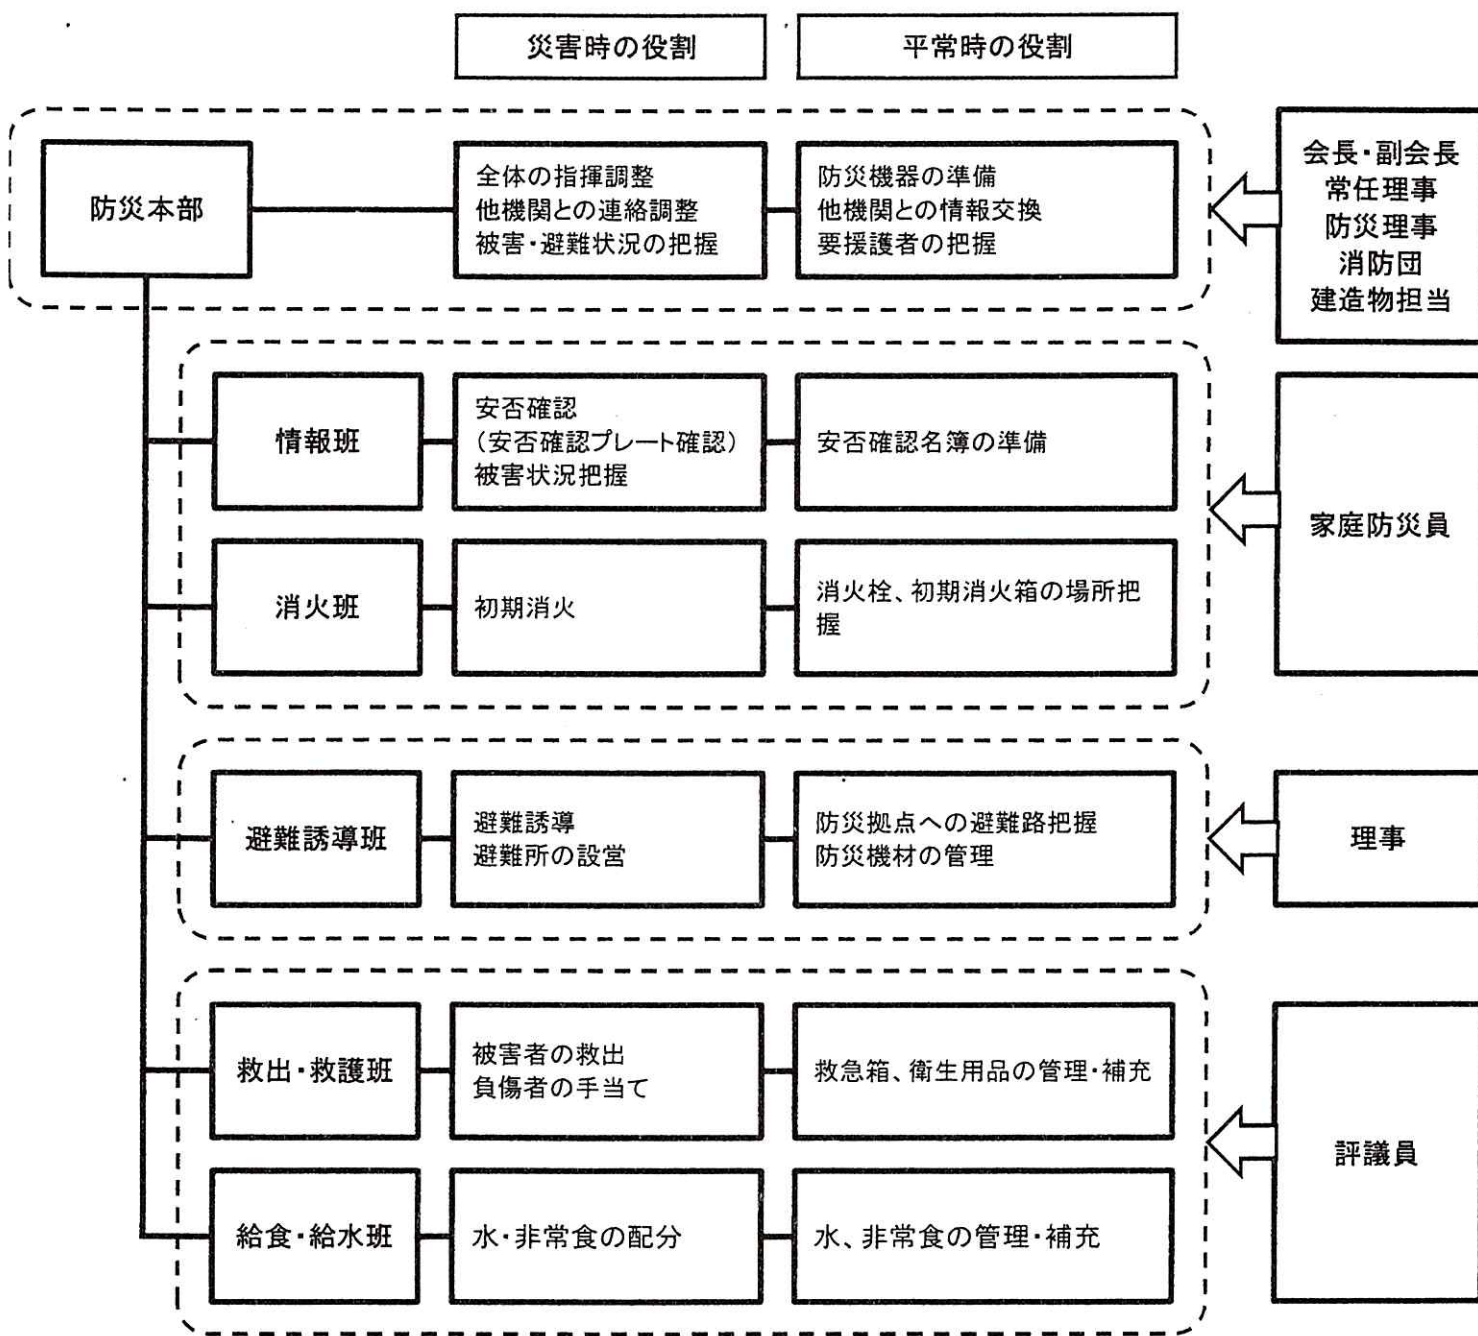 災害時の役割
平常時の役割
防災本部
全体の指揮調整
他機関との連絡調整
被害・避難状況の把握
防災機器の準備
他機関との情報交換
要援護者の把握
会長・副会長
常任理事
防災理事
消防団
建造物担当
情報班
安否確認
（安否確認プレート確認）
被害状況把握
安否確認名簿の準備
家庭防災員
消火班
初期消火
消火栓、初期消火箱の場所把
握
避難誘導班
避難誘導
避難所の設営
防災拠点への避難路把握
防災機材の管理
理事
救出・救護班
被害者の救出
負傷者の手当て
救急箱、衛生用品の管理・補充
評議員
給食・給水班
水・非常食の配分
水、非常食の管理・補充